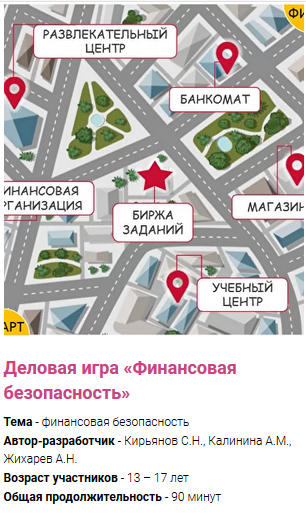 ФИ
РАЗВЛЕКАТЕЛЬНЫЙ
ЦЕНТР
БАНКОМАТ
ИНАНСОВАЯ
РГАНИЗАЦИЯ
БИРЖА
ЗАДАНИЙ
МАГАЗИН
УЧЕБНЫЙ
ЦЕНТР
АРТ
Деловая игра «Финансовая
безопасность»
Тема - финансовая безопасность
Автор-разработчик - Кирьянов С.Н., Калинина А.М.,
Жихарев А.Н.
Возраст участников - 13 – 17 лет
Общая продолжительность - 90 минут